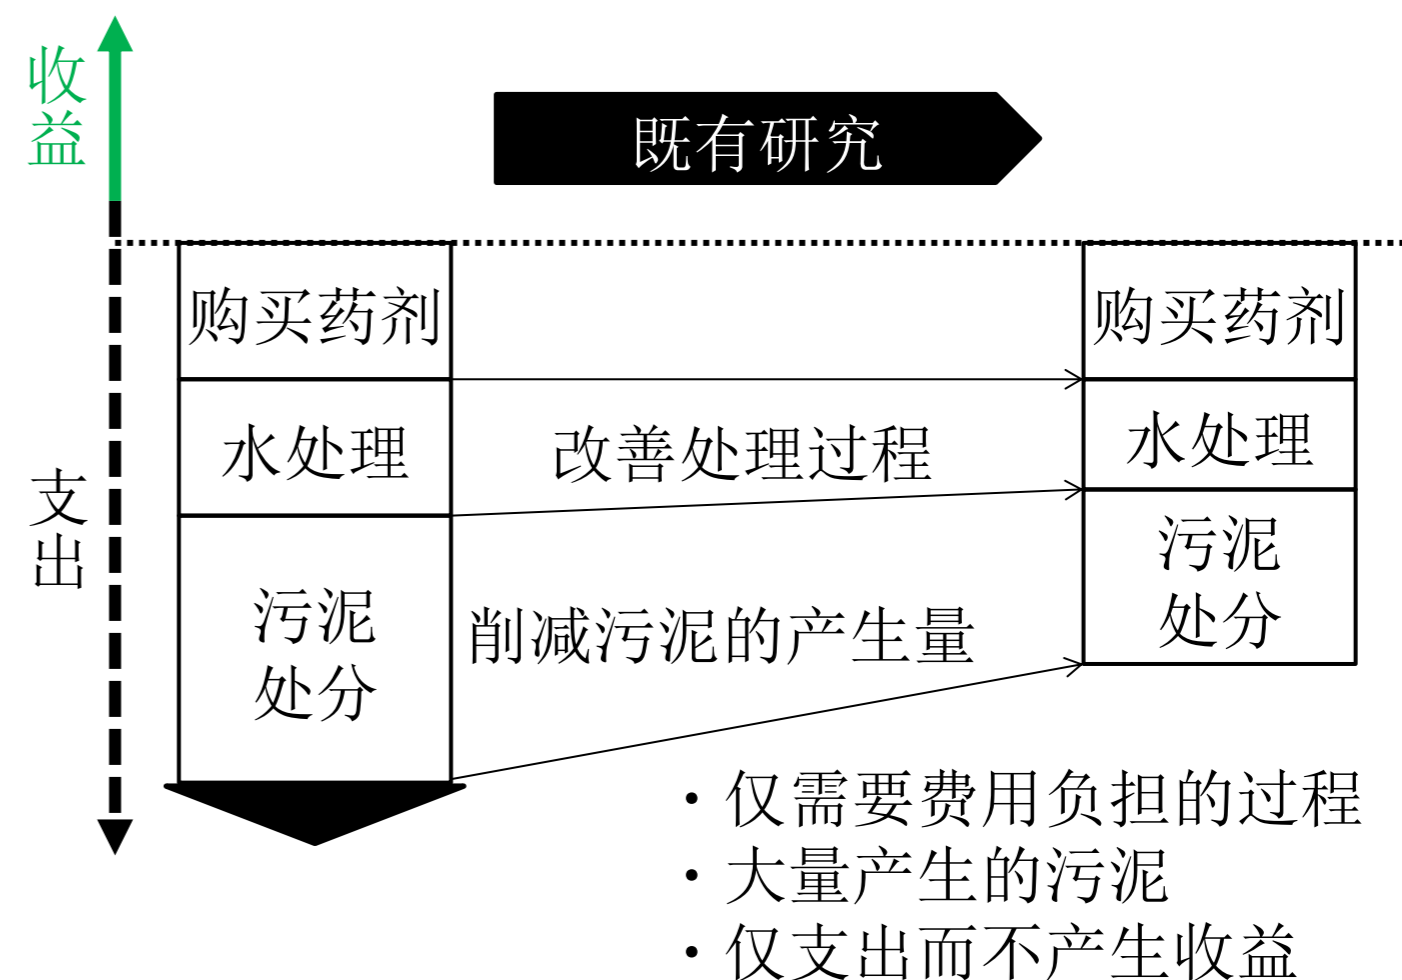 收益
既有研究
购买药剂
购买药剂
水处理
改善处理过程
水处理
支出
污泥
处分
削减污泥的产生量
污泥
处分
・仅需要费用负担的过程
・大量产生的污泥
・仅支出而不产生收益